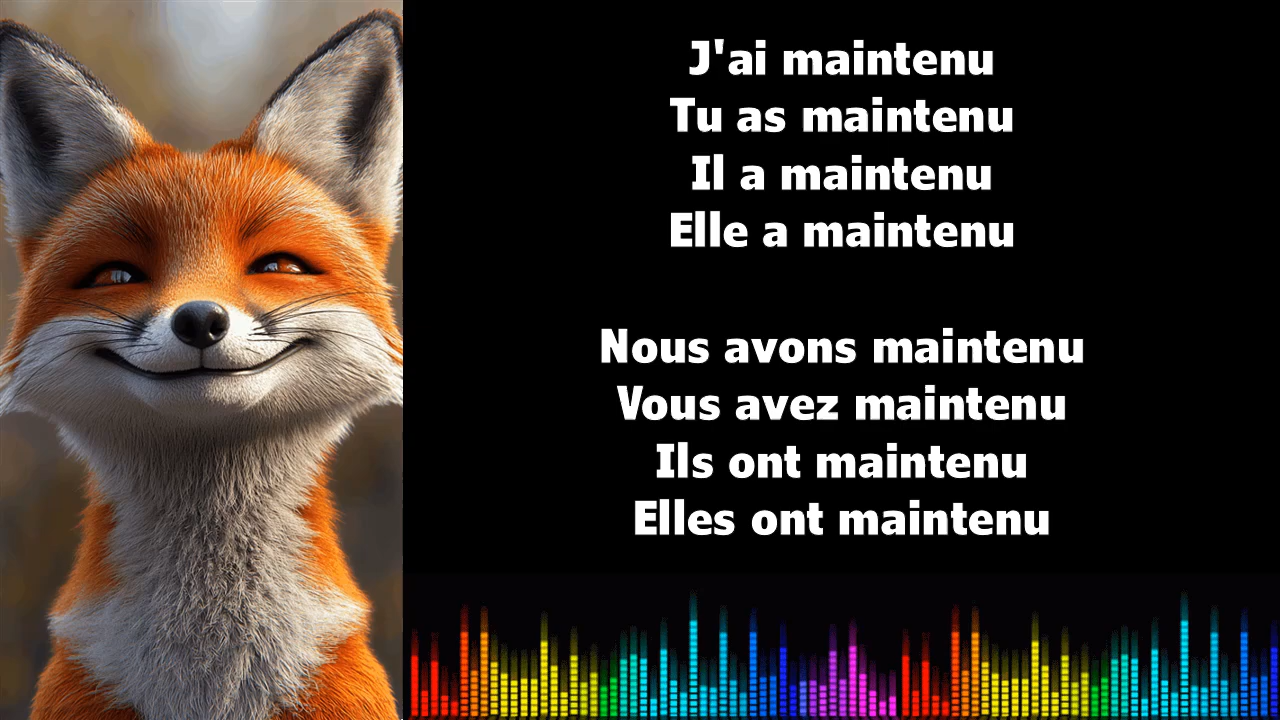 J'ai maintenu
Tu as maintenu
Il a maintenu
Elle a maintenu
Nous avons maintenu
Vous avez maintenu
Ils ont maintenu
Elles ont maintenu